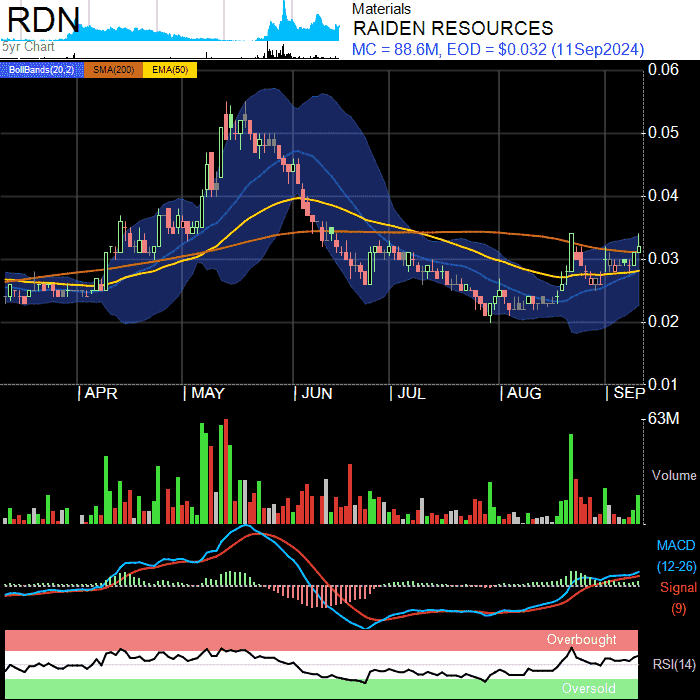 RDN
5yr Chart
Materials
RAIDEN RESOURCES
MC = 88.6M, EOD = $0.032 (11Sep2024)
BollBands(20,2) SMA(200) EMA(50)
0.06
0.05
0.04
0.03
0.02
0.01
APR MAY JUN JUL AUG SEP
63M
Volume
MACD
(12-26)
Signal
(9)
Overbought
RSI(14)
Oversold